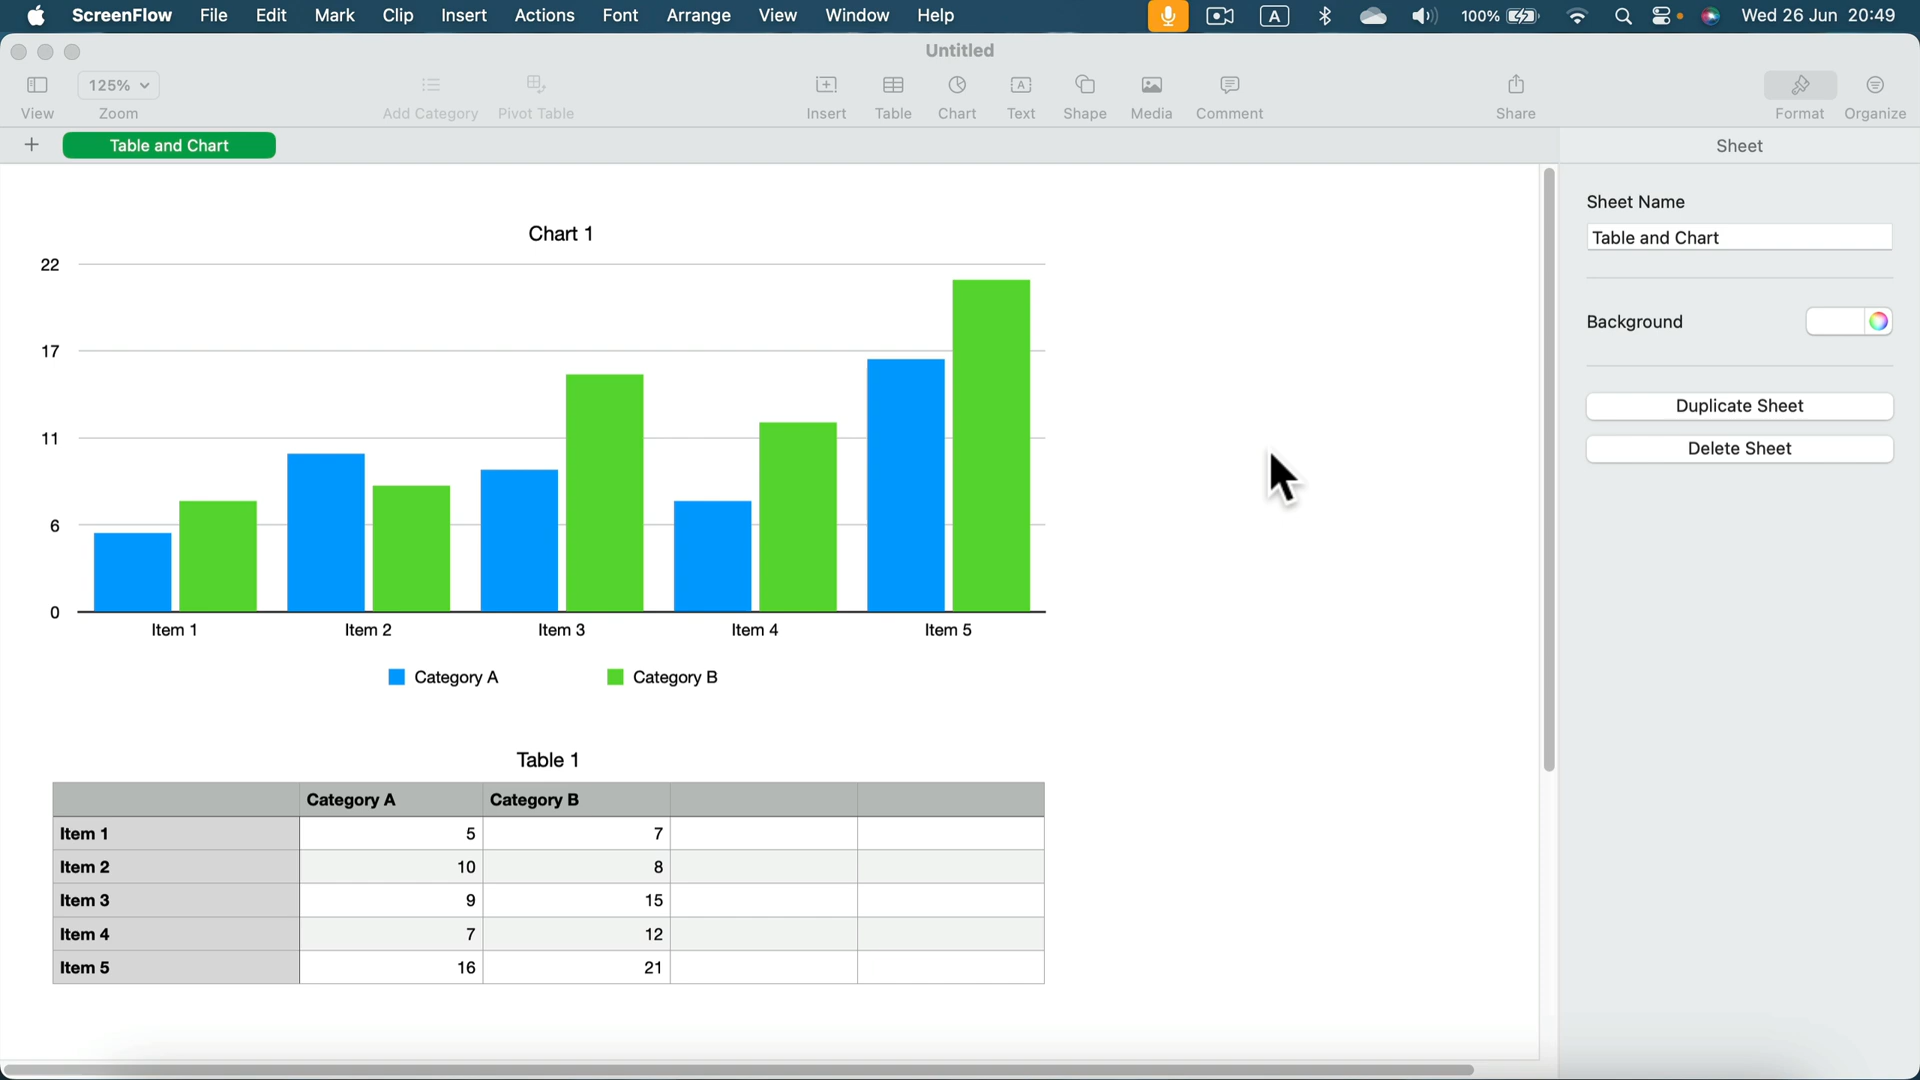 ScreenFlow File Edit Mark Clip Insert Actions Font Arrange View Window Help A 100% Wed 26 Jun 20:49
Untitled
125%
View Zoom Add Category Pivot Table Insert Table Chart Text Shape Media Comment Share Format Organize
Table and Chart
Sheet
Sheet Name
Table and Chart
Background
Duplicate Sheet
Delete Sheet
Chart 1
22
17
11
6
0
Item 1 Item 2 Item 3 Item 4 Item 5
Category A Category B
Table 1
Category A Category B
Item 1 5 7
Item 2 10 8
Item 3 9 15
Item 4 7 12
Item 5 16 21